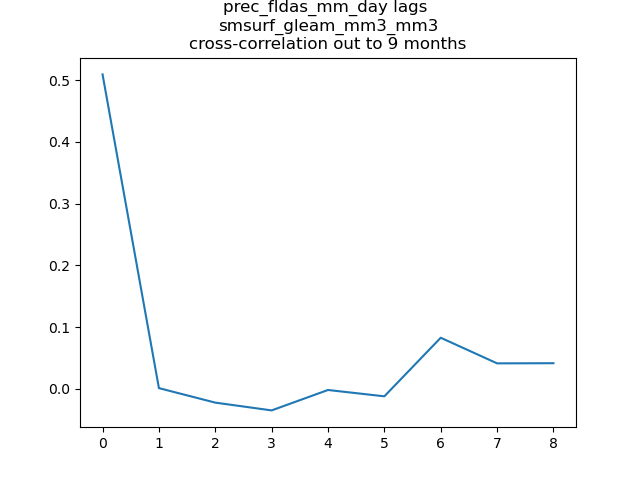 prec_fldas_mm_day lags
smsurf_gleam_mm3_mm3
cross-correlation out to 9 months
0.5
0.4
0.3
0.2
0.1
0.0
0 1 2 3 4 5 6 7 8